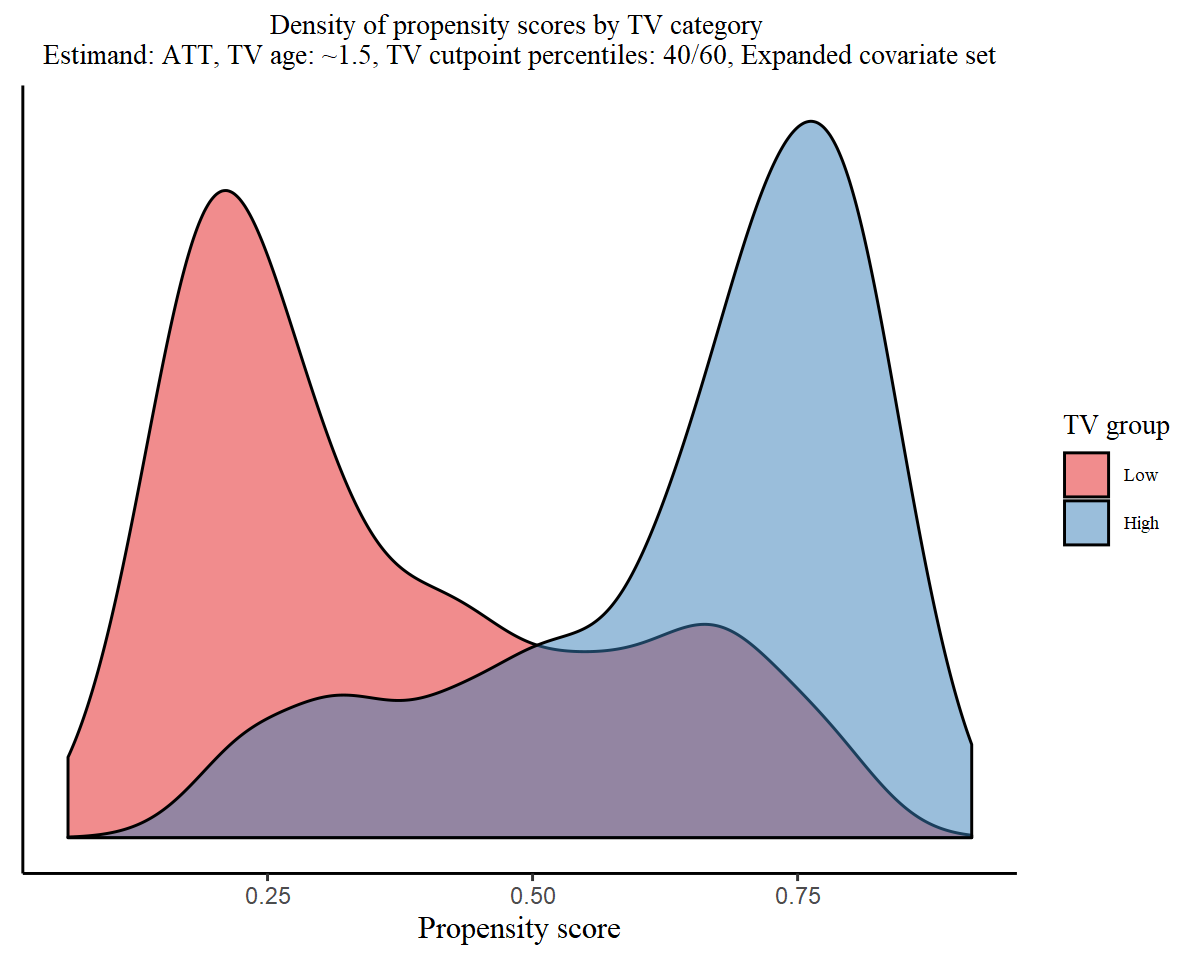 Density of propensity scores by TV category
Estimand: ATT, TV age: ~1.5, TV cutpoint percentiles: 40/60, Expanded covariate set
TV group
Low
High
0.25 0.50 0.75
Propensity score